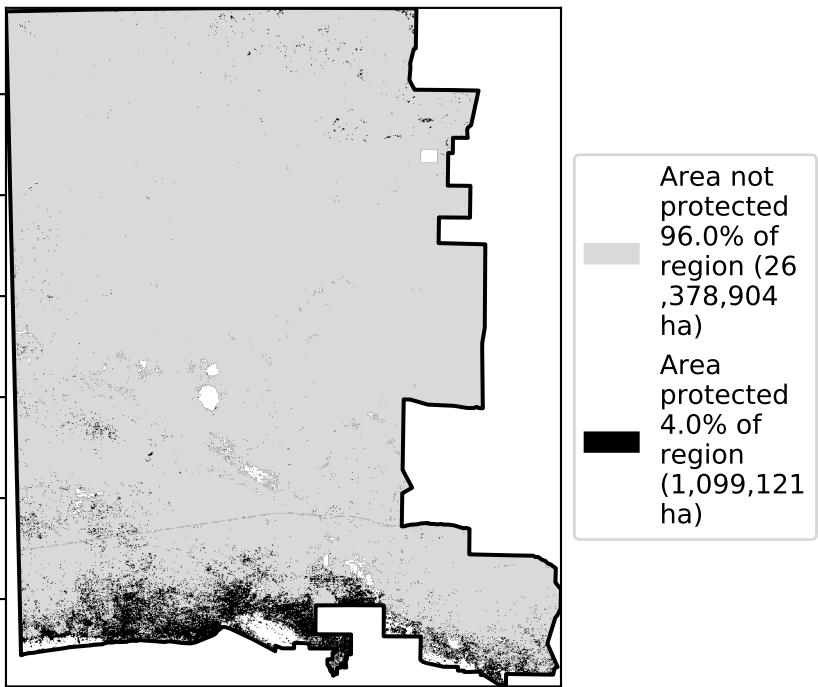 Area not
protected
96.0% of
region (26
,378,904
ha)
Area
protected
4.0% of
region
(1,099,121
ha)